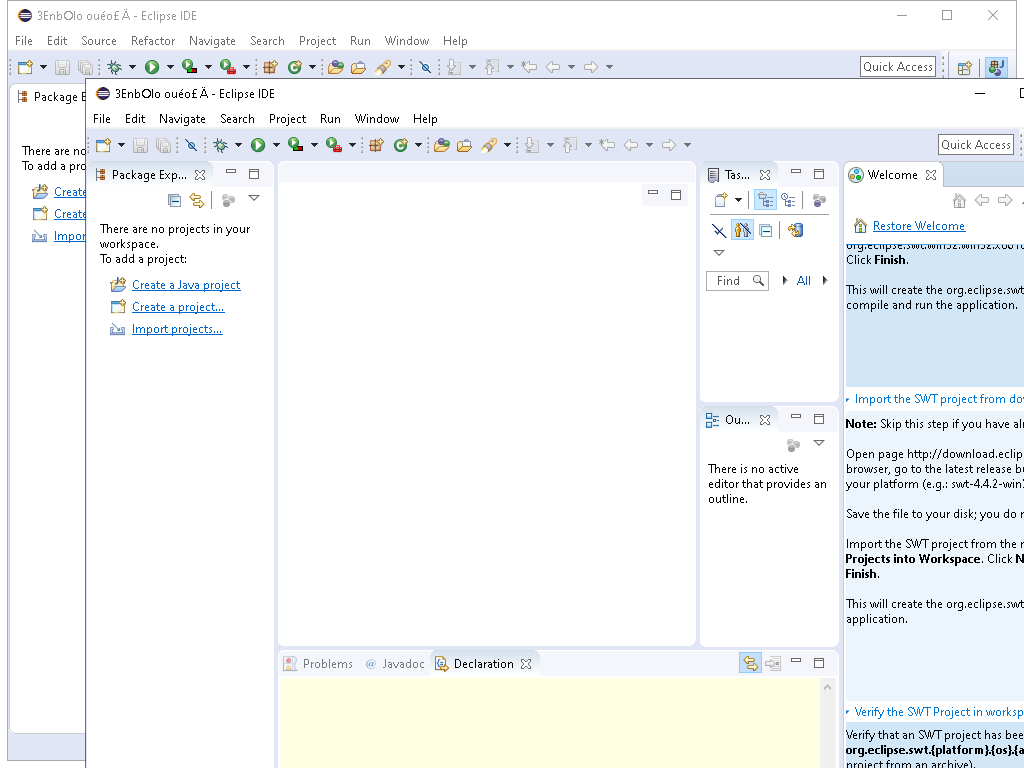 3EnbOlo ouéo£Ä - Eclipse IDE
File Edit Source Refactor Navigate Search Project Run Window Help
Quick Access
Package E
There are no
To add a proj
Create
Create
Impor
3EnbOlo ouéo£Ä - Eclipse IDE
File Edit Navigate Search Project Run Window Help
Quick Access
Package Exp...
There are no projects in your
workspace.
To add a project:
Create a Java project
Create a project...
Import projects...
Tas...
Find
All
Ou...
There is no active
editor that provides an
outline.
Problems @ Javadoc Declaration
Welcome
Restore Welcome
Click Finish.
This will create the org.eclipse.swt
compile and run the application.
Import the SWT project from do
Note: Skip this step if you have alr
Open page http://download.eclip
browser, go to the latest release bu
your platform (e.g.: swt-4.4.2-win
Save the file to your disk; you do n
Import the SWT project from the
Projects into Workspace. Click N
Finish.
This will create the org.eclipse.swt
application.
Verify the SWT Project in worksp
Verify that an SWT project has bee
org.eclipse.swt.{platform}.{os}.{a
project from an archive).